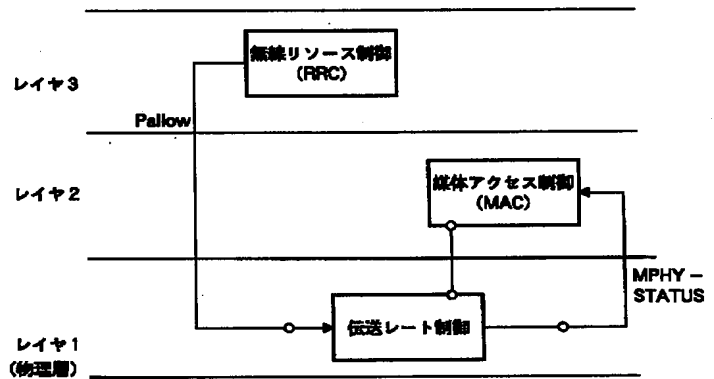 無線リソース制御
(RRC)
レイヤ3
Pallow
媒体アクセス制御
(MAC)
レイヤ2
MPHY –
STATUS
伝送レート制御
レイヤ1
(物理層)